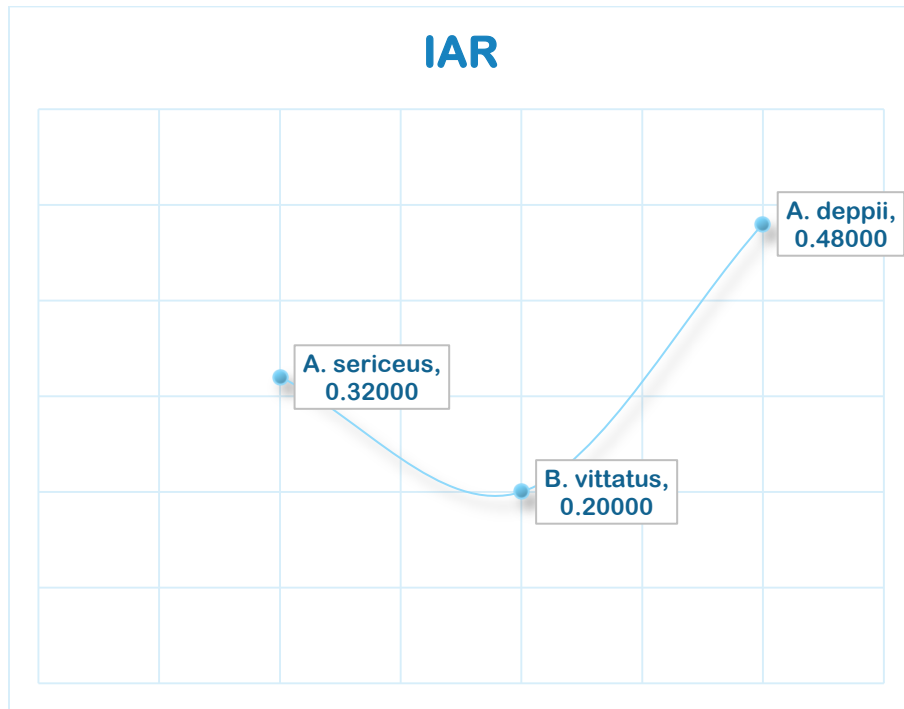 IAR
A. deppii,
0.48000
A. sericeus,
0.32000
B. vittatus,
0.20000